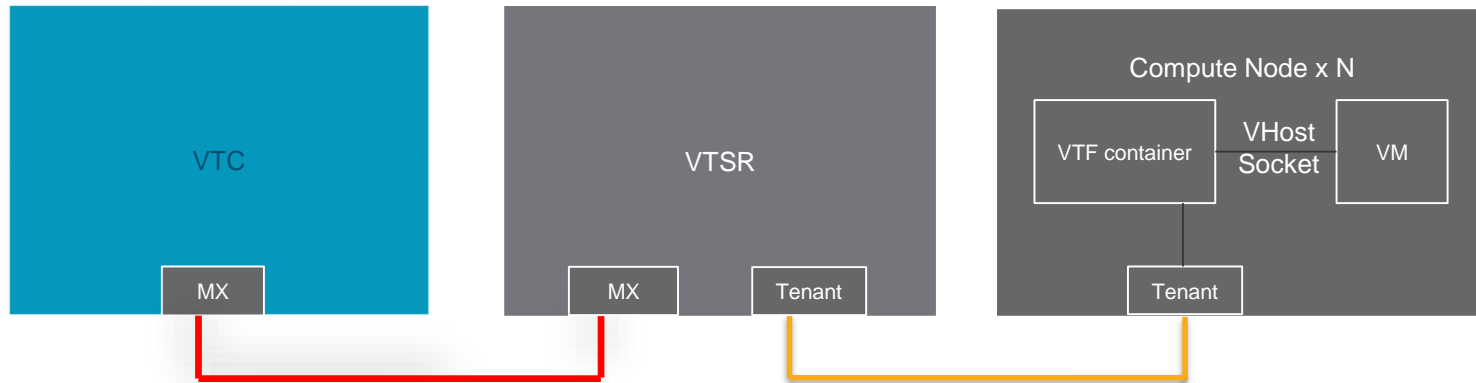 VTC
MX
VTSR
MX
Tenant
Compute Node x N
VTF container
VHost
Socket
VM
Tenant